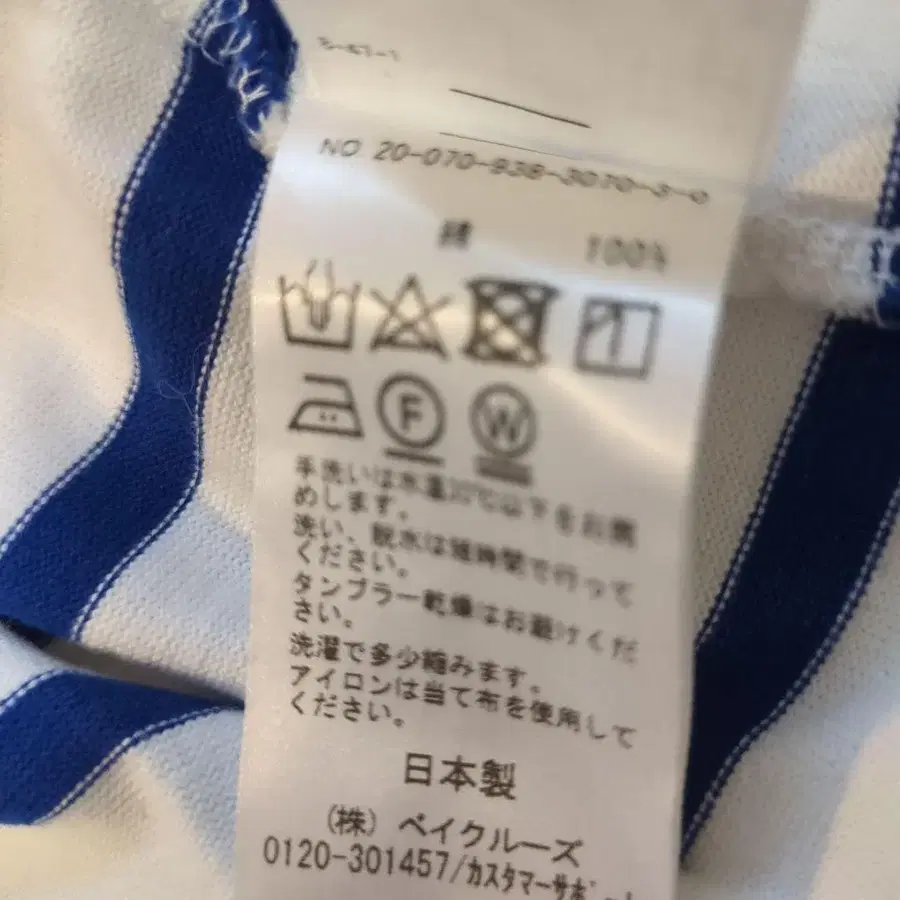 NO 20-070-938-3070-3-0
綿 100%
F W
手洗いは水温30℃以下をお薦
めします。
洗い、脱水は短時間で行って
ください。
タンブラー乾燥はお避けくだ
さい。
洗濯で多少縮みます。
アイロンは当て布を使用して
ください。
日本製
(株) ベイクルーズ
0120-301457/カスタマーサポート